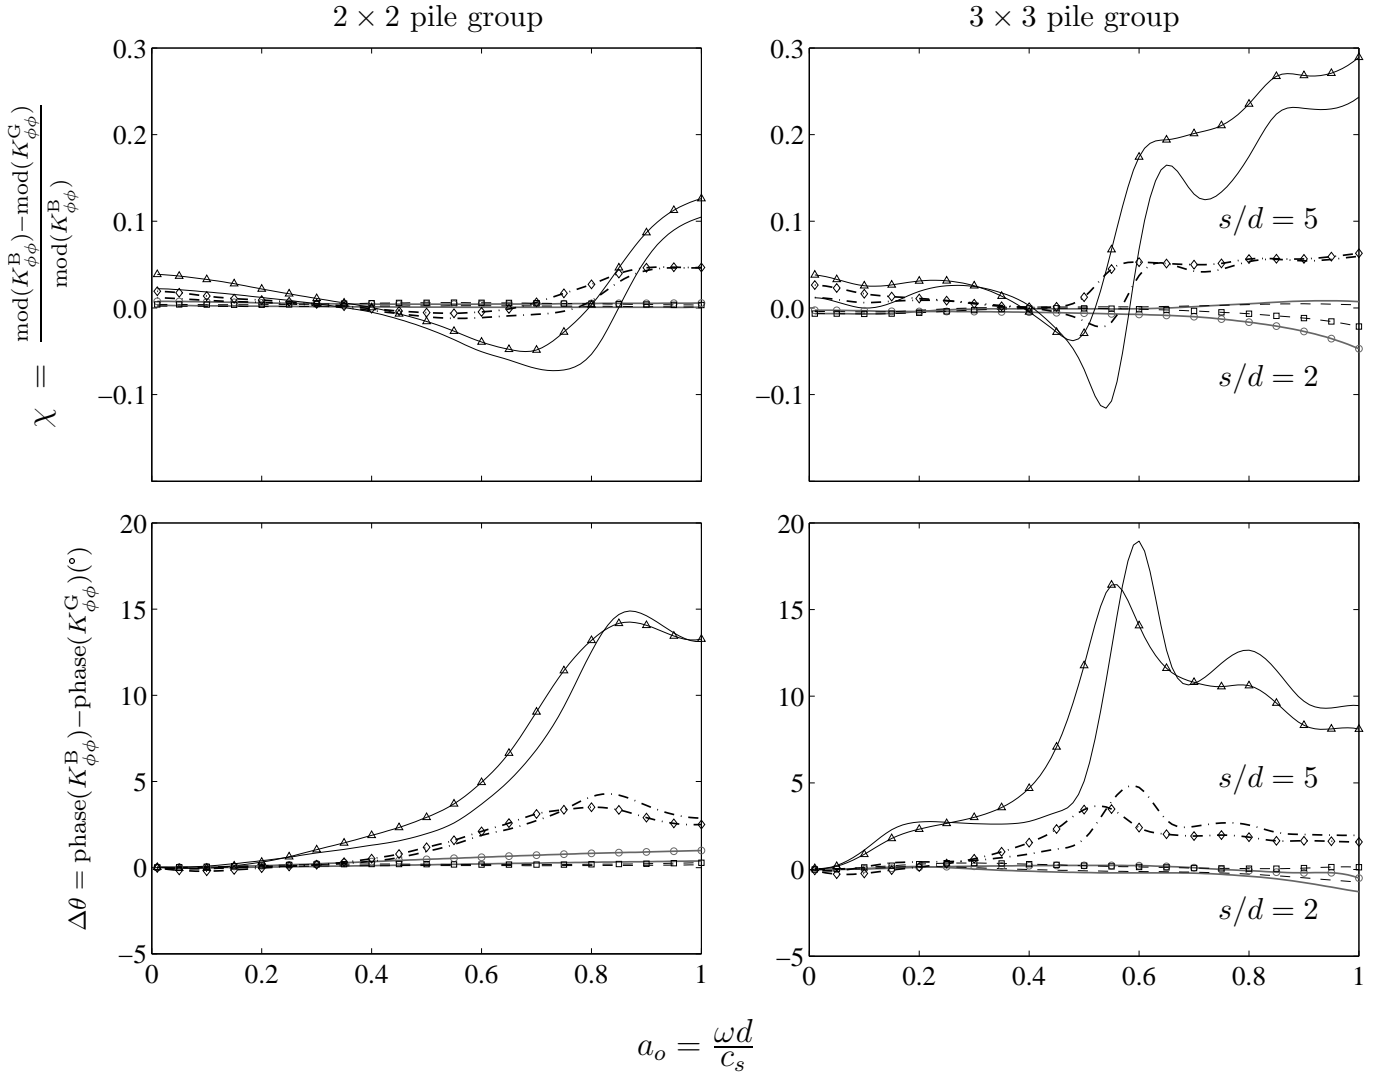 2 × 2 pile group
3 × 3 pile group
χ = mod(K^B_ϕϕ)−mod(K^G_ϕϕ) / mod(K^B_ϕϕ)
0.3
0.2
0.1
0.0
−0.1
0.3
0.2
0.1
0.0
−0.1
s/d = 5
s/d = 2
Δθ = phase(K^B_ϕϕ)−phase(K^G_ϕϕ)(°)
20
15
10
5
0
−5
0 0.2 0.4 0.6 0.8 1
20
15
10
5
0
−5
s/d = 5
s/d = 2
0 0.2 0.4 0.6 0.8 1
a_o = ωd / c_s